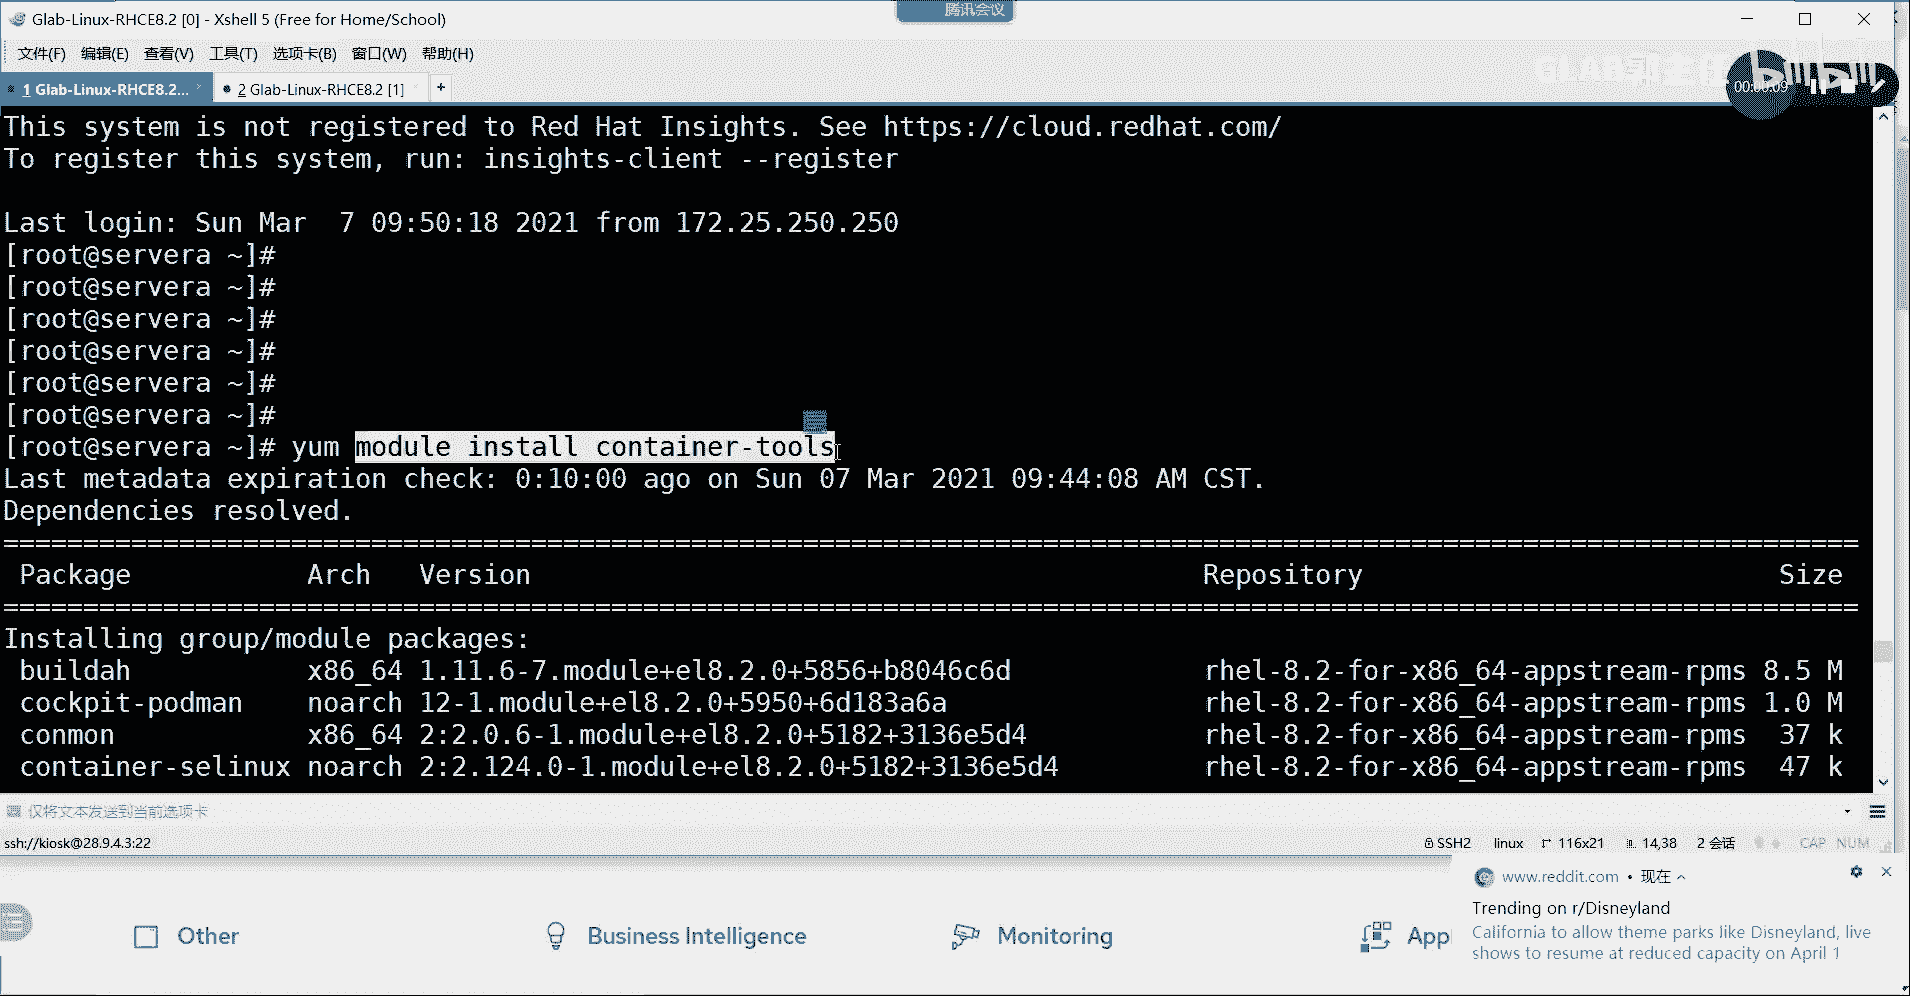 腾讯会议
Glab-Linux-RHCE8.2 [0] - Xshell 5 (Free for Home/School)
文件(F) 编辑(E) 查看(V) 工具(T) 选项卡(B) 窗口(W) 帮助(H)
00:00:09
1 Glab-Linux-RHCE8.2... 2 Glab-Linux-RHCE8.2 [1] +
This system is not registered to Red Hat Insights. See https://cloud.redhat.com/
To register this system, run: insights-client --register
Last login: Sun Mar  7 09:50:18 2021 from 172.25.250.250
[root@servera ~]#
[root@servera ~]#
[root@servera ~]#
[root@servera ~]#
[root@servera ~]#
[root@servera ~]#
[root@servera ~]# yum module install container-tools
Last metadata expiration check: 0:10:00 ago on Sun 07 Mar 2021 09:44:08 AM CST.
Dependencies resolved.
================================================================================
Package Arch Version Repository Size
================================================================================
Installing group/module packages:
buildah x86_64 1.11.6-7.module+el8.2.0+5856+b8046c6d rhel-8.2-for-x86_64-appstream-rpms 8.5 M
cockpit-podman noarch 12-1.module+el8.2.0+5950+6d183a6a rhel-8.2-for-x86_64-appstream-rpms 1.0 M
conmon x86_64 2:2.0.6-1.module+el8.2.0+5182+3136e5d4 rhel-8.2-for-x86_64-appstream-rpms 37 k
container-selinux noarch 2:2.124.0-1.module+el8.2.0+5182+3136e5d4 rhel-8.2-for-x86_64-appstream-rpms 47 k
仅将文本发送到当前选项卡
ssh://kiosk@28.9.4.3:22 SSH2 linux 116x21 14,38 2 会话 CAP NUM
www.reddit.com • 现在
Trending on r/Disneyland
California to allow theme parks like Disneyland, live
shows to resume at reduced capacity on April 1
Other Business Intelligence Monitoring App